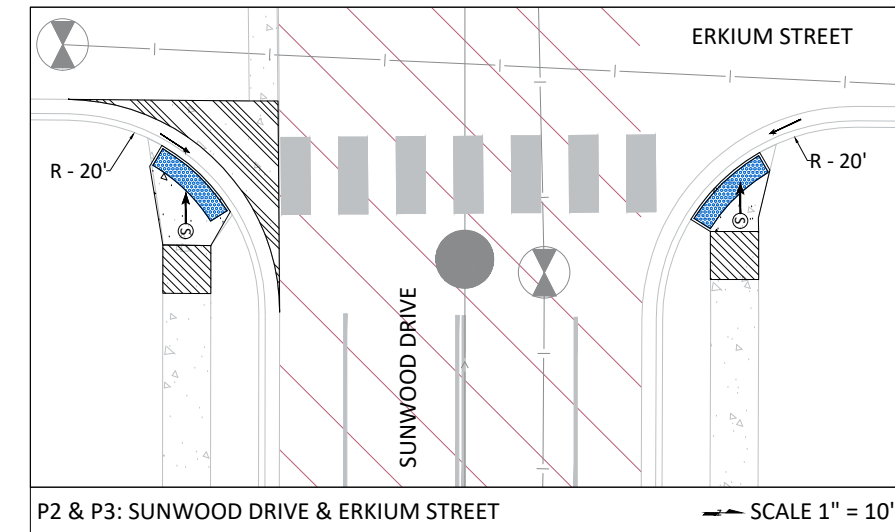 ERKIUM STREET
R - 20'
R - 20'
S
S
SUNWOOD DRIVE
P2 & P3: SUNWOOD DRIVE & ERKIUM STREET
SCALE 1" = 10'